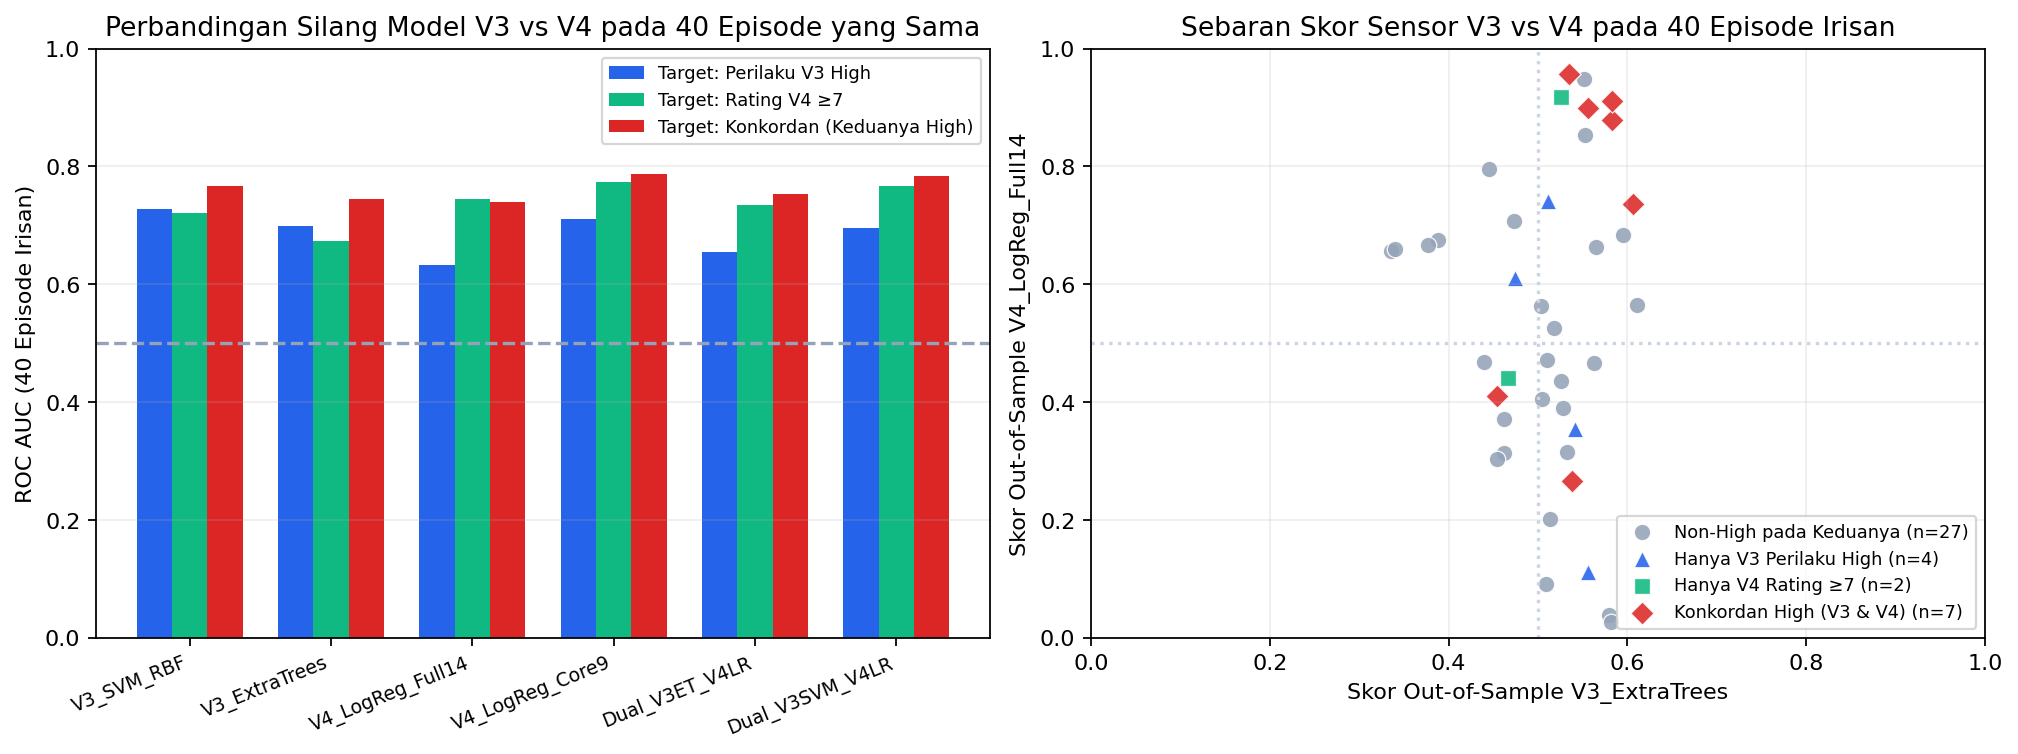 Perbandingan Silang Model V3 vs V4 pada 40 Episode yang Sama
ROC AUC (40 Episode Irisan)
1.0
0.8
0.6
0.4
0.2
0.0
Target: Perilaku V3 High
Target: Rating V4 ≥7
Target: Konkordan (Keduanya High)
V3_SVM_RBF
V3_ExtraTrees
V4_LogReg_Full14
V4_LogReg_Core9
Dual_V3ET_V4LR
Dual_V3SVM_V4LR
Sebaran Skor Sensor V3 vs V4 pada 40 Episode Irisan
Skor Out-of-Sample V4_LogReg_Full14
1.0
0.8
0.6
0.4
0.2
0.0
Non-High pada Keduanya (n=27)
Hanya V3 Perilaku High (n=4)
Hanya V4 Rating ≥7 (n=2)
Konkordan High (V3 & V4) (n=7)
0.0 0.2 0.4 0.6 0.8 1.0
Skor Out-of-Sample V3_ExtraTrees